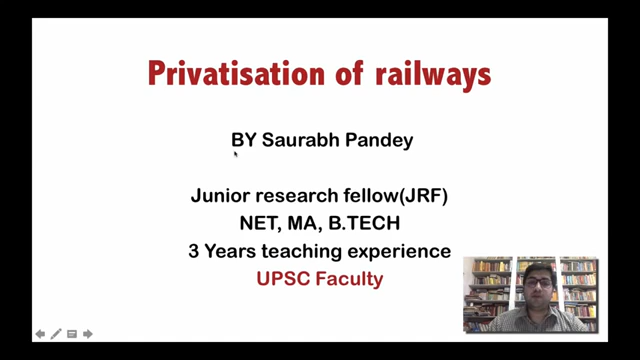 Privatisation of railways
BY Saurabh Pandey
Junior research fellow(JRF)
NET, MA, B.TECH
3 Years teaching experience
UPSC Faculty